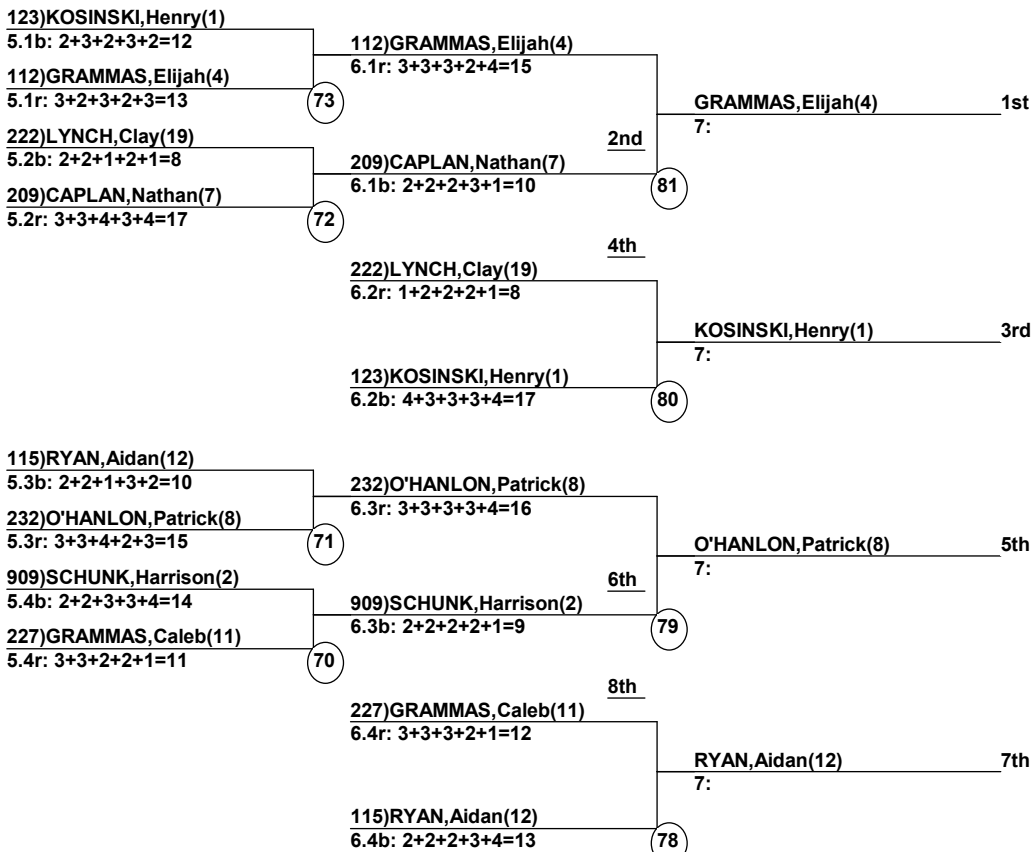 123)KOSINSKI,Henry(1)
5.1b: 2+3+2+3+2=12
112)GRAMMAS,Elijah(4)
6.1r: 3+3+3+2+4=15
112)GRAMMAS,Elijah(4)
5.1r: 3+2+3+2+3=13
73
GRAMMAS,Elijah(4)
1st
7:
222)LYNCH,Clay(19)
5.2b: 2+2+1+2+1=8
2nd
209)CAPLAN,Nathan(7)
6.1b: 2+2+2+3+1=10
81
209)CAPLAN,Nathan(7)
5.2r: 3+3+4+3+4=17
72
4th
222)LYNCH,Clay(19)
6.2r: 1+2+2+2+1=8
KOSINSKI,Henry(1)
3rd
7:
123)KOSINSKI,Henry(1)
6.2b: 4+3+3+3+4=17
80
115)RYAN,Aidan(12)
5.3b: 2+2+1+3+2=10
232)O'HANLON,Patrick(8)
6.3r: 3+3+3+3+4=16
232)O'HANLON,Patrick(8)
5.3r: 3+3+4+2+3=15
71
O'HANLON,Patrick(8)
5th
7:
909)SCHUNK,Harrison(2)
5.4b: 2+2+3+3+4=14
6th
909)SCHUNK,Harrison(2)
6.3b: 2+2+2+2+1=9
79
227)GRAMMAS,Caleb(11)
5.4r: 3+3+2+2+1=11
70
8th
227)GRAMMAS,Caleb(11)
6.4r: 3+3+3+2+1=12
RYAN,Aidan(12)
7th
7:
115)RYAN,Aidan(12)
6.4b: 2+2+2+3+4=13
78